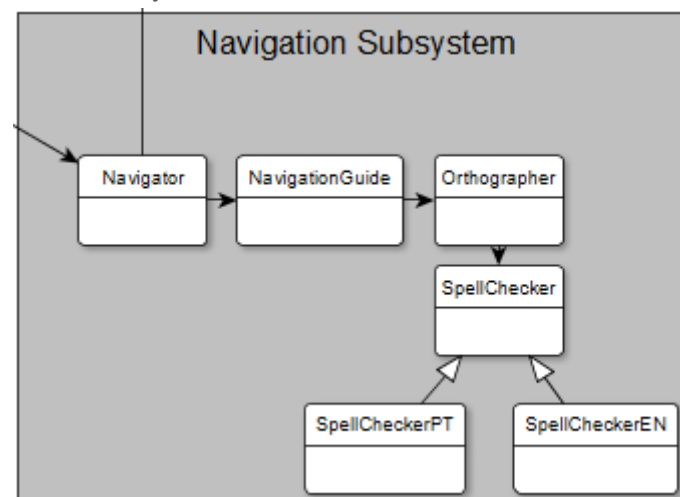 Navigation Subsystem
Navigator
NavigationGuide
Orthographer
SpellChecker
SpellCheckerPT
SpellCheckerEN